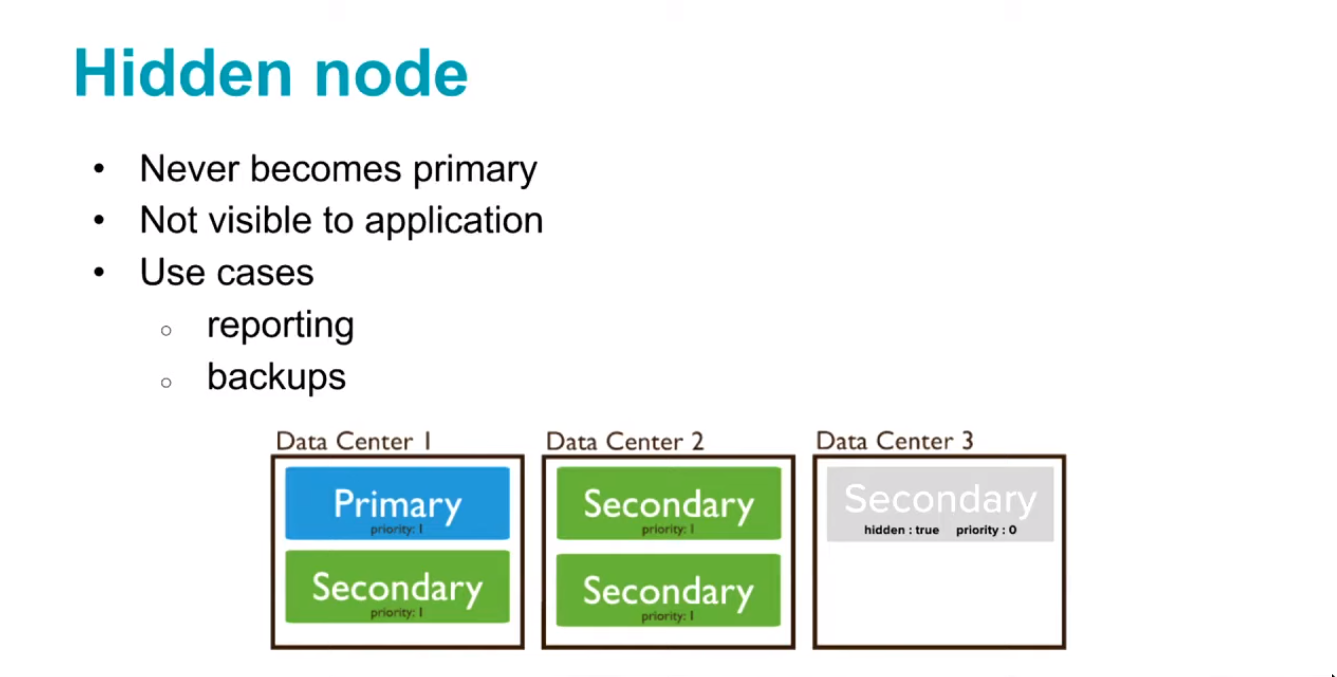 Hidden node
• Never becomes primary
• Not visible to application
• Use cases
○ reporting
○ backups
Data Center 1
Primary
priority: 1
Secondary
priority: 1
Data Center 2
Secondary
priority: 1
Secondary
priority: 1
Data Center 3
Secondary
hidden : true priority : 0